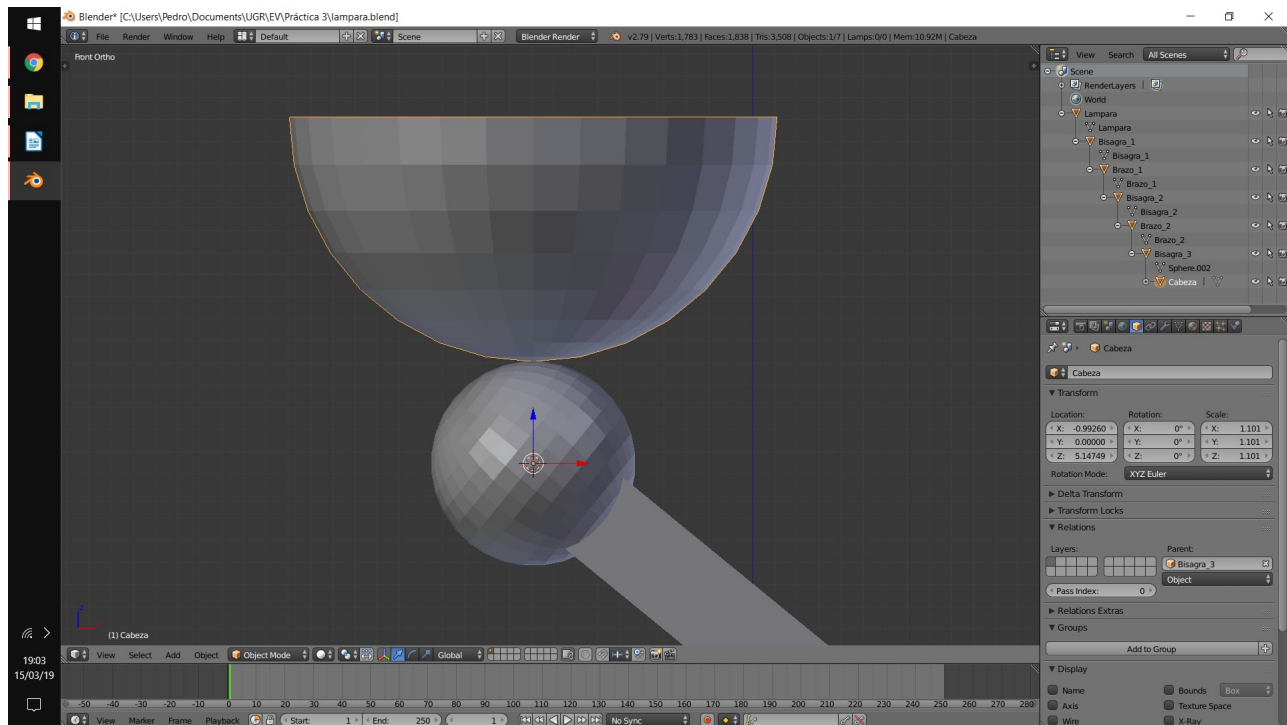 Blender* [C:\Users\Pedro\Documents\UGR\EV\Práctica 3\lampara.blend]
File Render Window Help Default Scene Blender Render v2.79 | Verts:1,783 | Faces:1,838 | Tris:3,508 | Objects:1/7 | Lamps:0/0 | Mem:10.92M | Cabeza
Front Ortho
(1) Cabeza
View Select Add Object Object Mode Global
-50 -40 -30 -20 -10 0 10 20 30 40 50 60 70 80 90 100 110 120 130 140 150 160 170 180 190 200 210 220 230 240 250 260 270 280
View Marker Frame Playback Start: 1 End: 250 1 No Sync
View Search All Scenes
Scene
RenderLayers |
World
Lampara
Lampara
Bisagra_1
Bisagra_1
Brazo_1
Brazo_1
Bisagra_2
Bisagra_2
Brazo_2
Brazo_2
Bisagra_3
Sphere.002
Cabeza |
Cabeza
Cabeza
Transform
Location: Rotation: Scale:
X: -0.99260 X: 0° X: 1.101
Y: 0.00000 Y: 0° Y: 1.101
Z: 5.14749 Z: 0° Z: 1.101
Rotation Mode: XYZ Euler
Delta Transform
Transform Locks
Relations
Layers: Parent:
Bisagra_3
Object
Pass Index: 0
Relations Extras
Groups
Add to Group
Display
Name Bounds Box
Axis Texture Space
Wire X-Ray
19:03
15/03/19